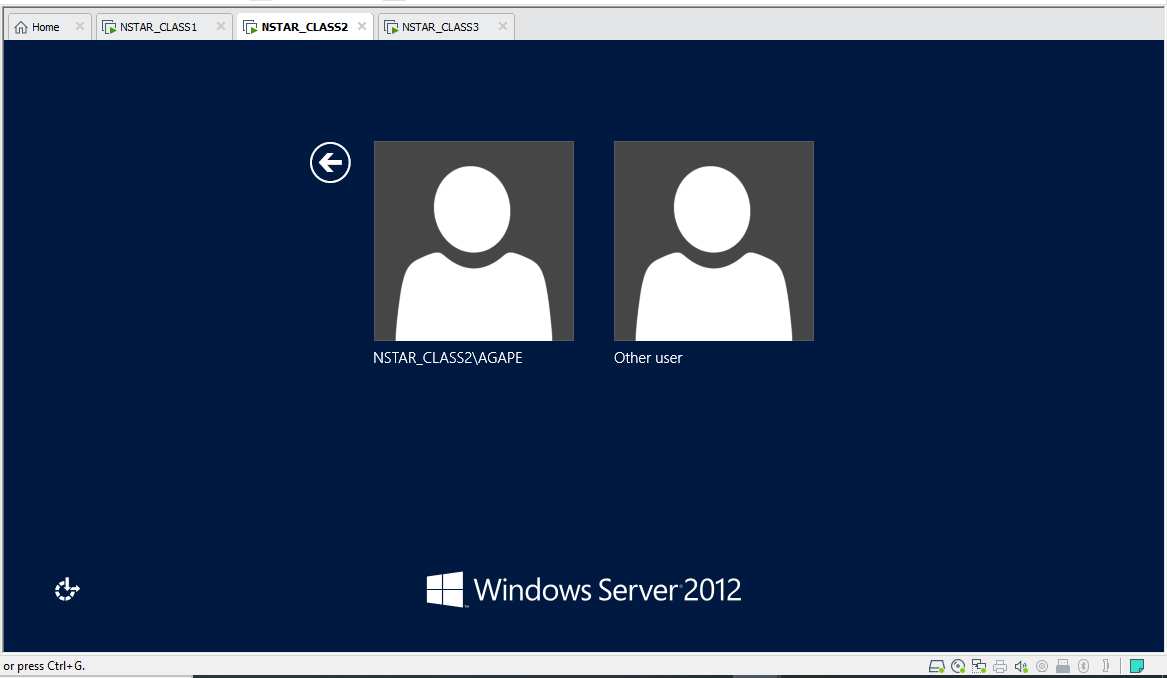 Home
NSTAR_CLASS1
NSTAR_CLASS2
NSTAR_CLASS3
NSTAR_CLASS2\AGAPE
Other user
Windows Server 2012
or press Ctrl+G.